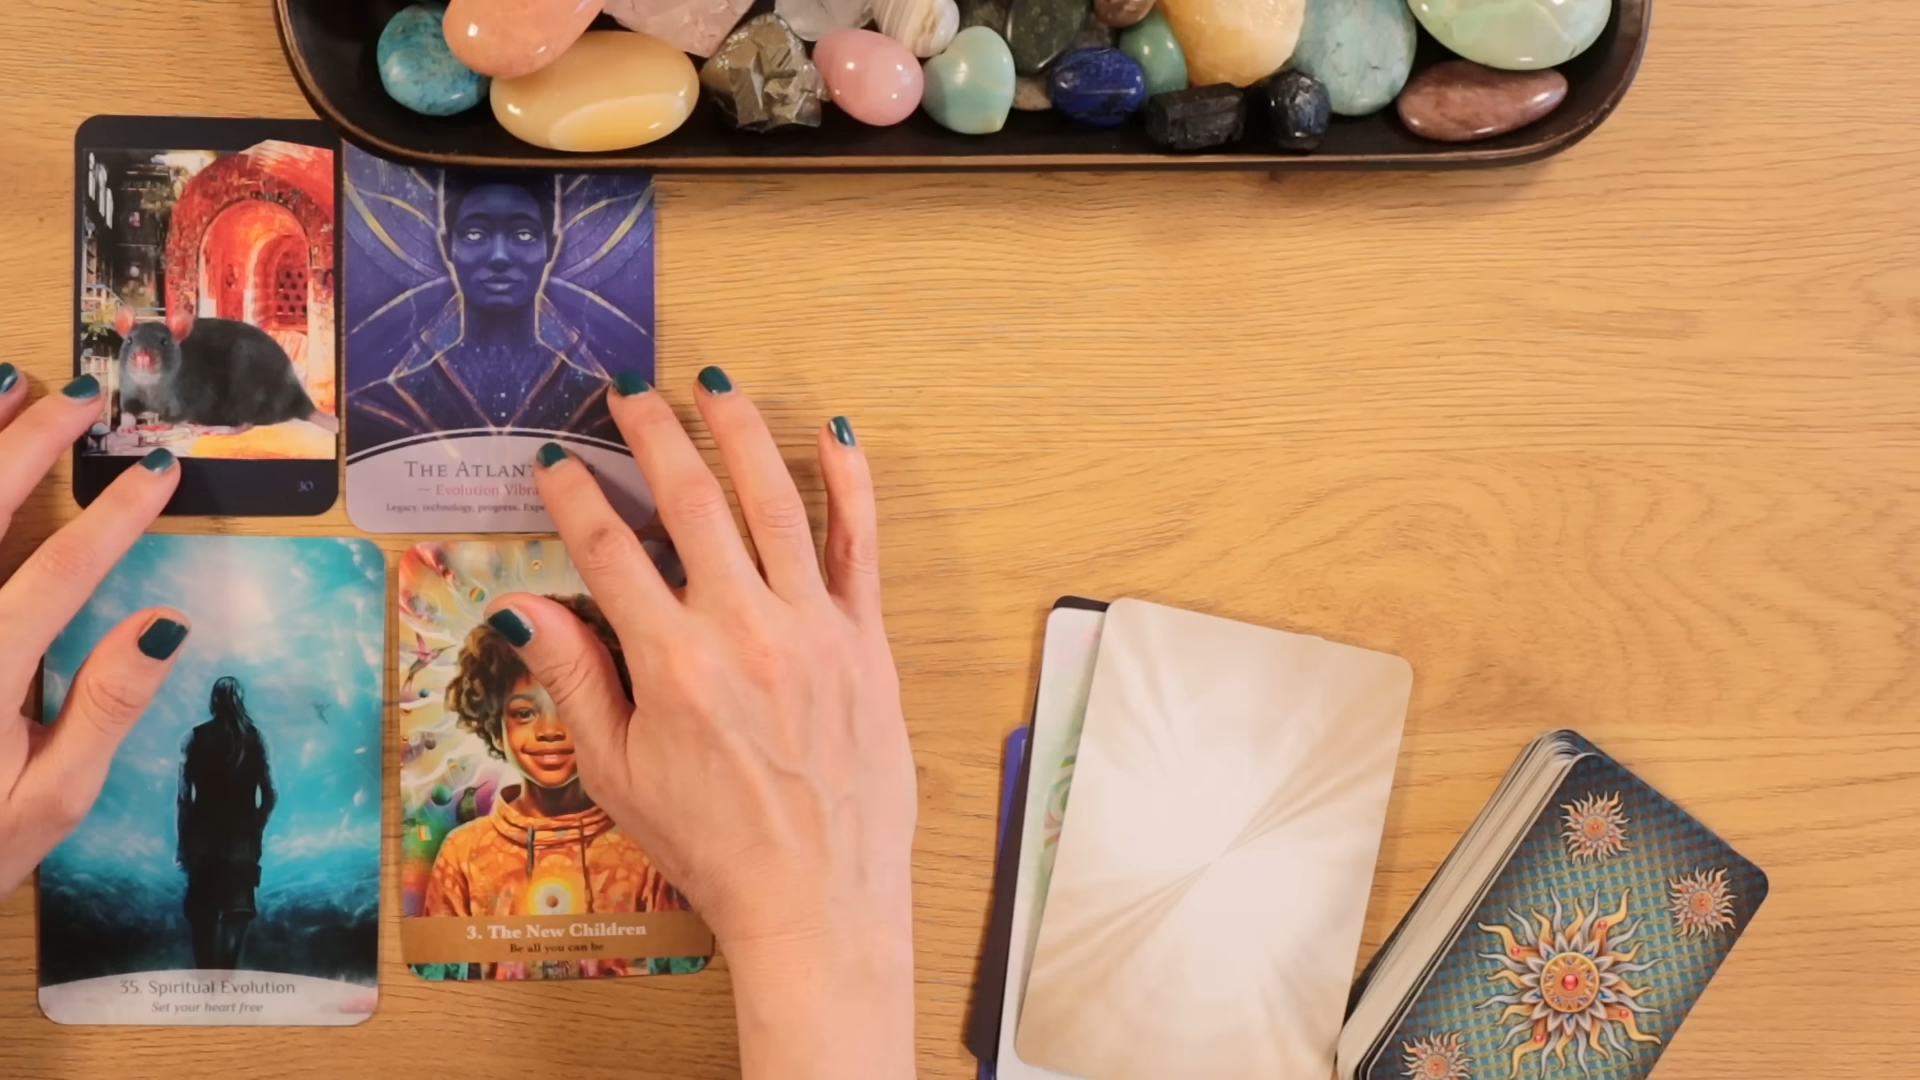 30
THE ATLAN
~ Evolution Vibra
Legacy, technology, progress. Expe
3. The New Children
Be all you can be
35. Spiritual Evolution
Set your heart free